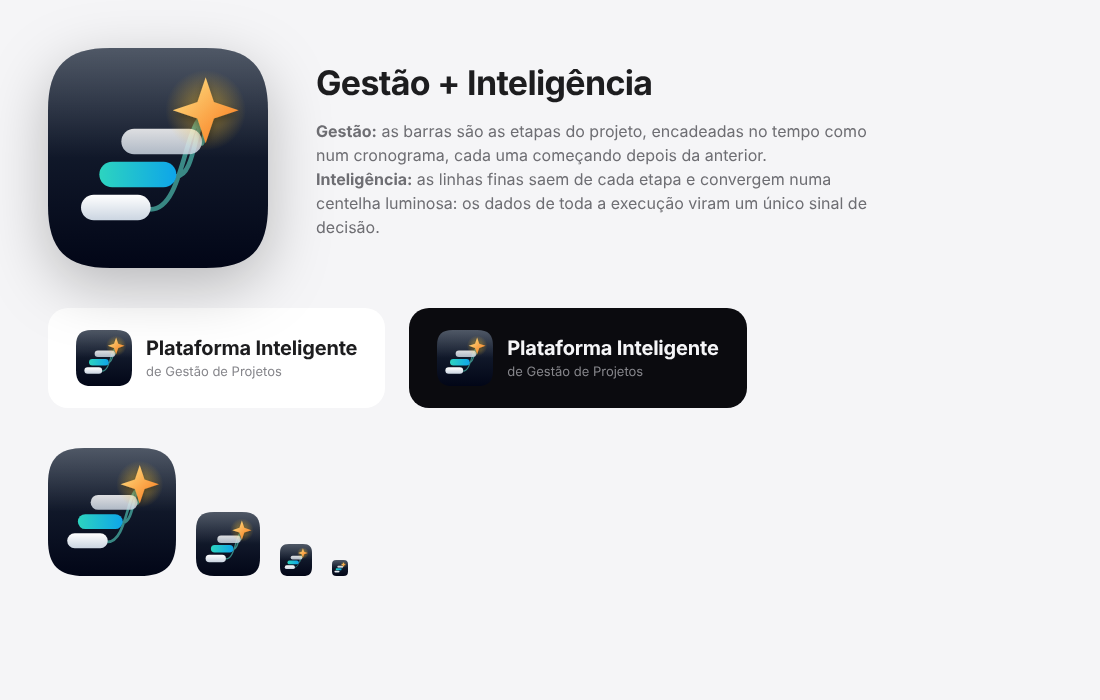 Gestão + Inteligência
Gestão: as barras são as etapas do projeto, encadeadas no tempo como
num cronograma, cada uma começando depois da anterior.
Inteligência: as linhas finas saem de cada etapa e convergem numa
centelha luminosa: os dados de toda a execução viram um único sinal de
decisão.
Plataforma Inteligente
de Gestão de Projetos
Plataforma Inteligente
de Gestão de Projetos